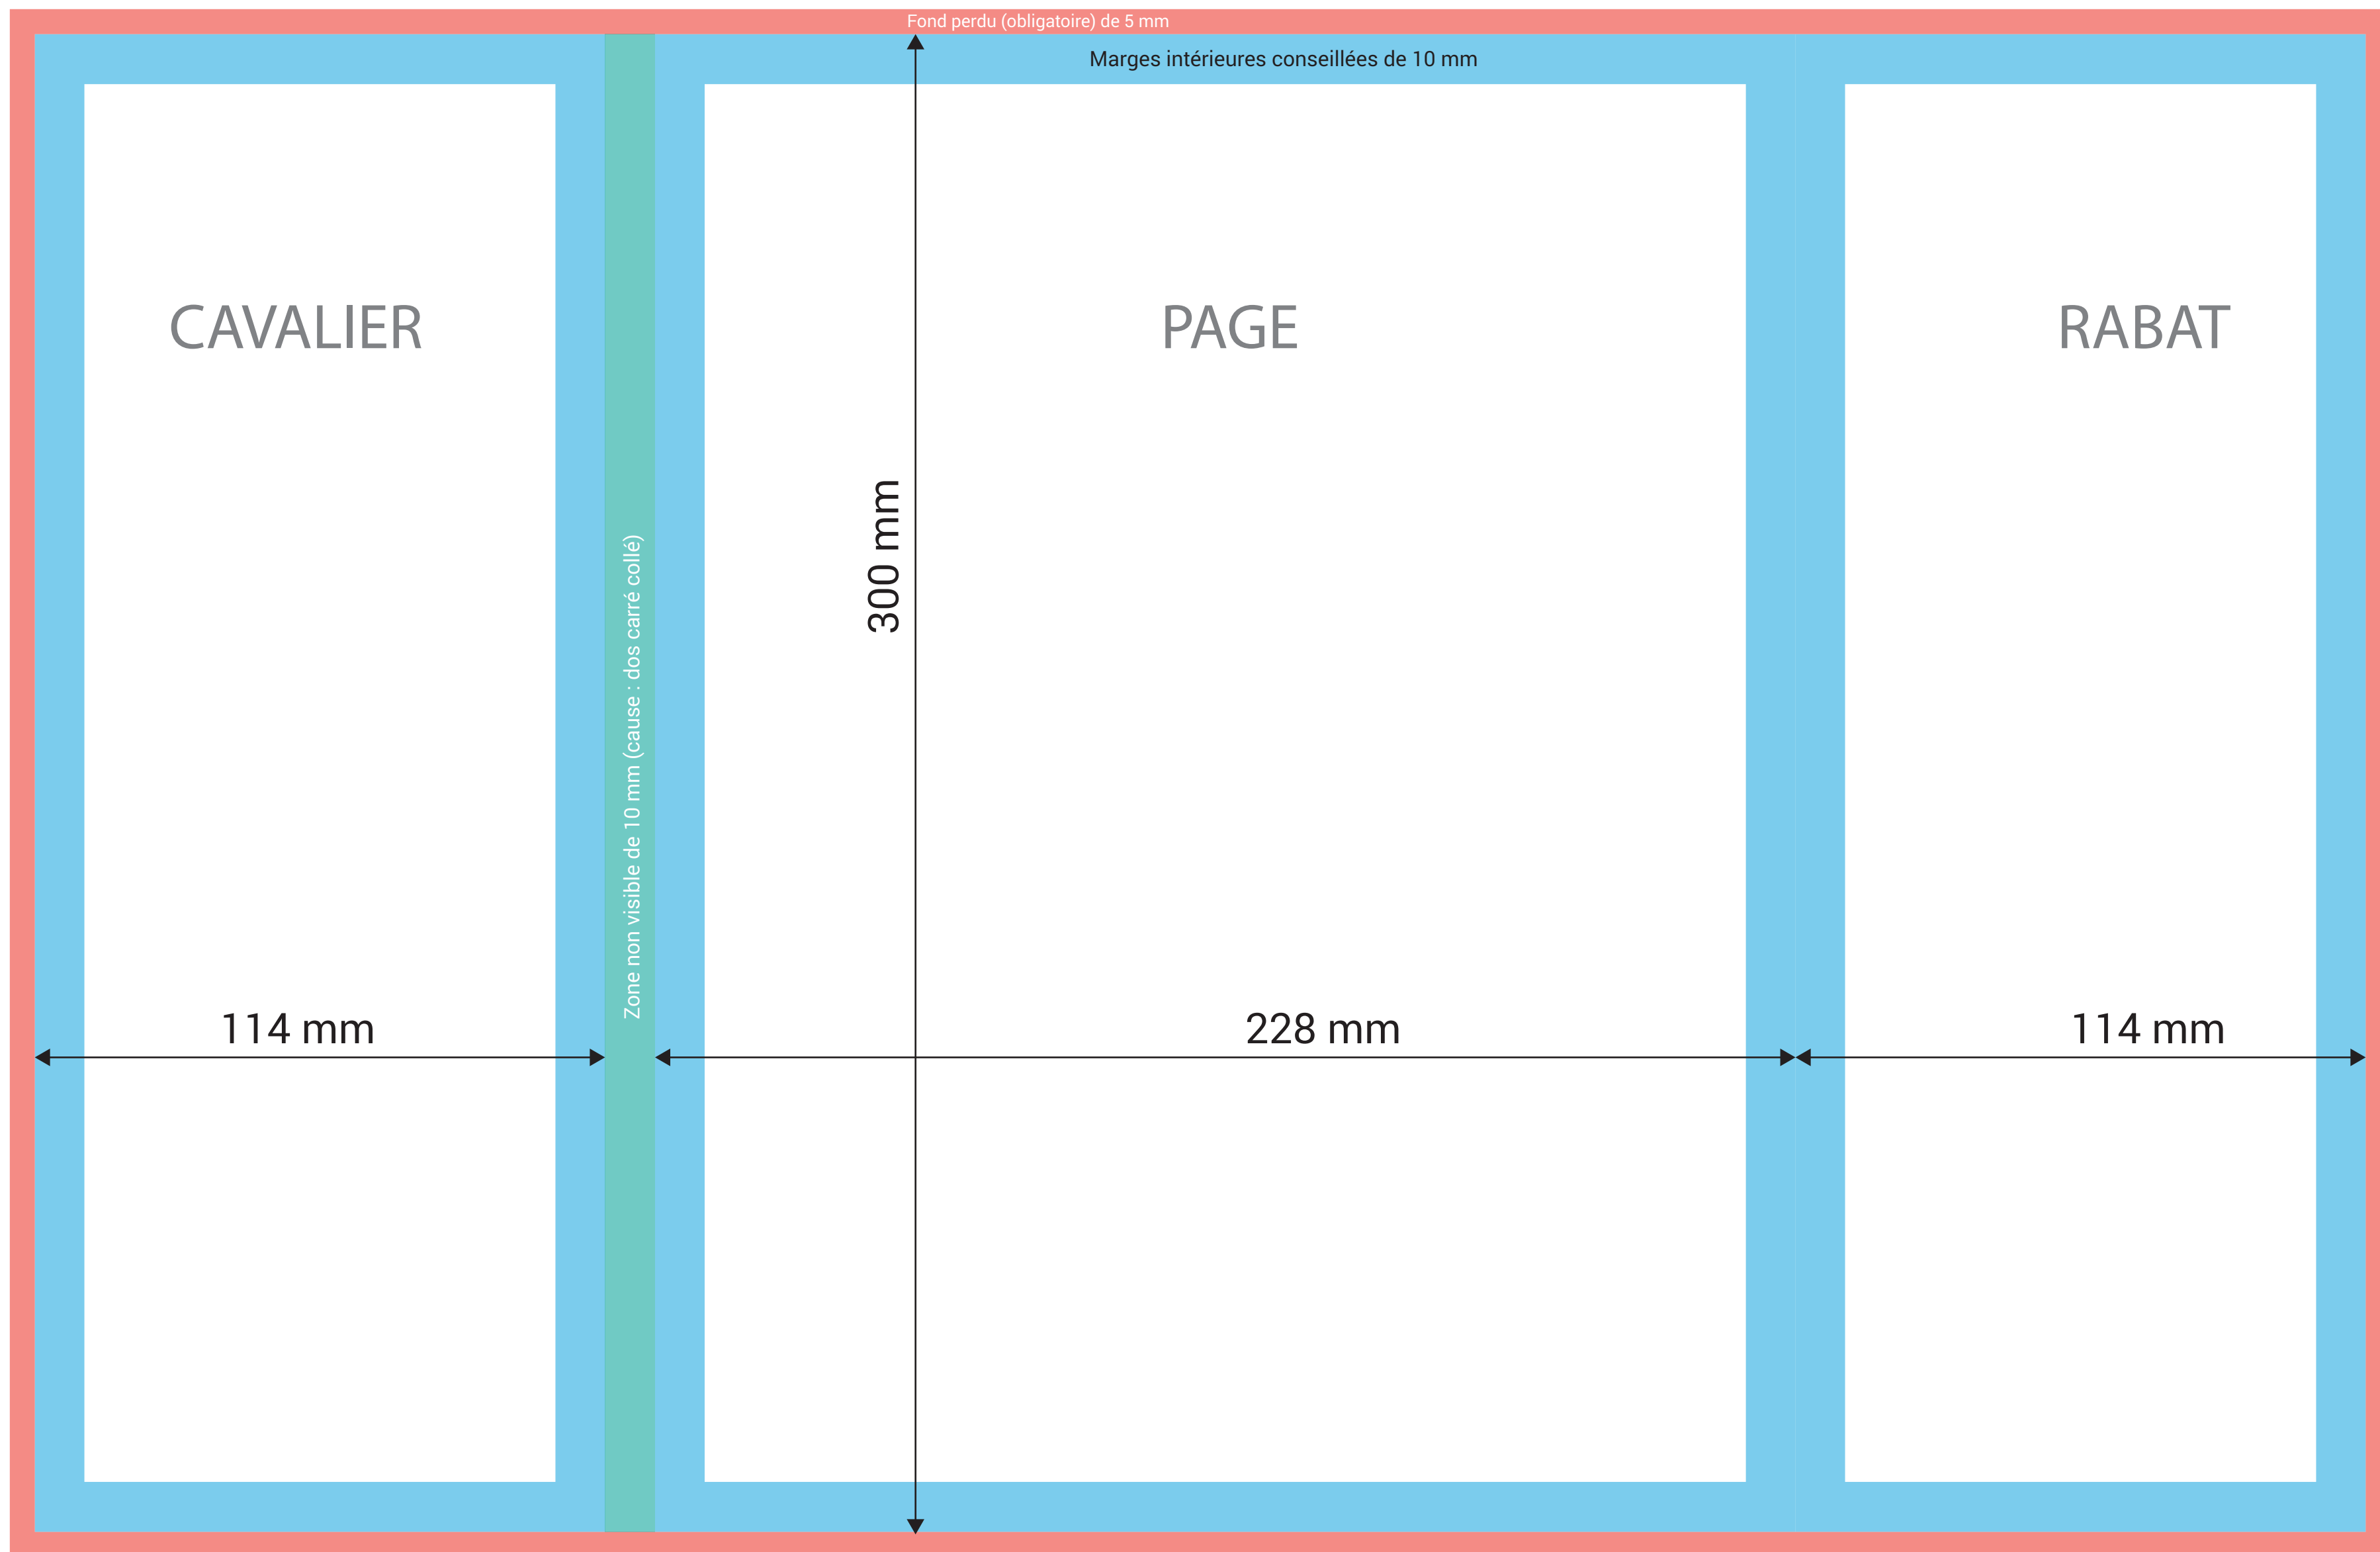 Fond perdu (obligatoire) de 5 mm
Marges intérieures conseillées de 10 mm
CAVALIER
PAGE
RABAT
300 mm
Zone non visible de 10 mm (cause : dos carré collé)
114 mm
228 mm
114 mm